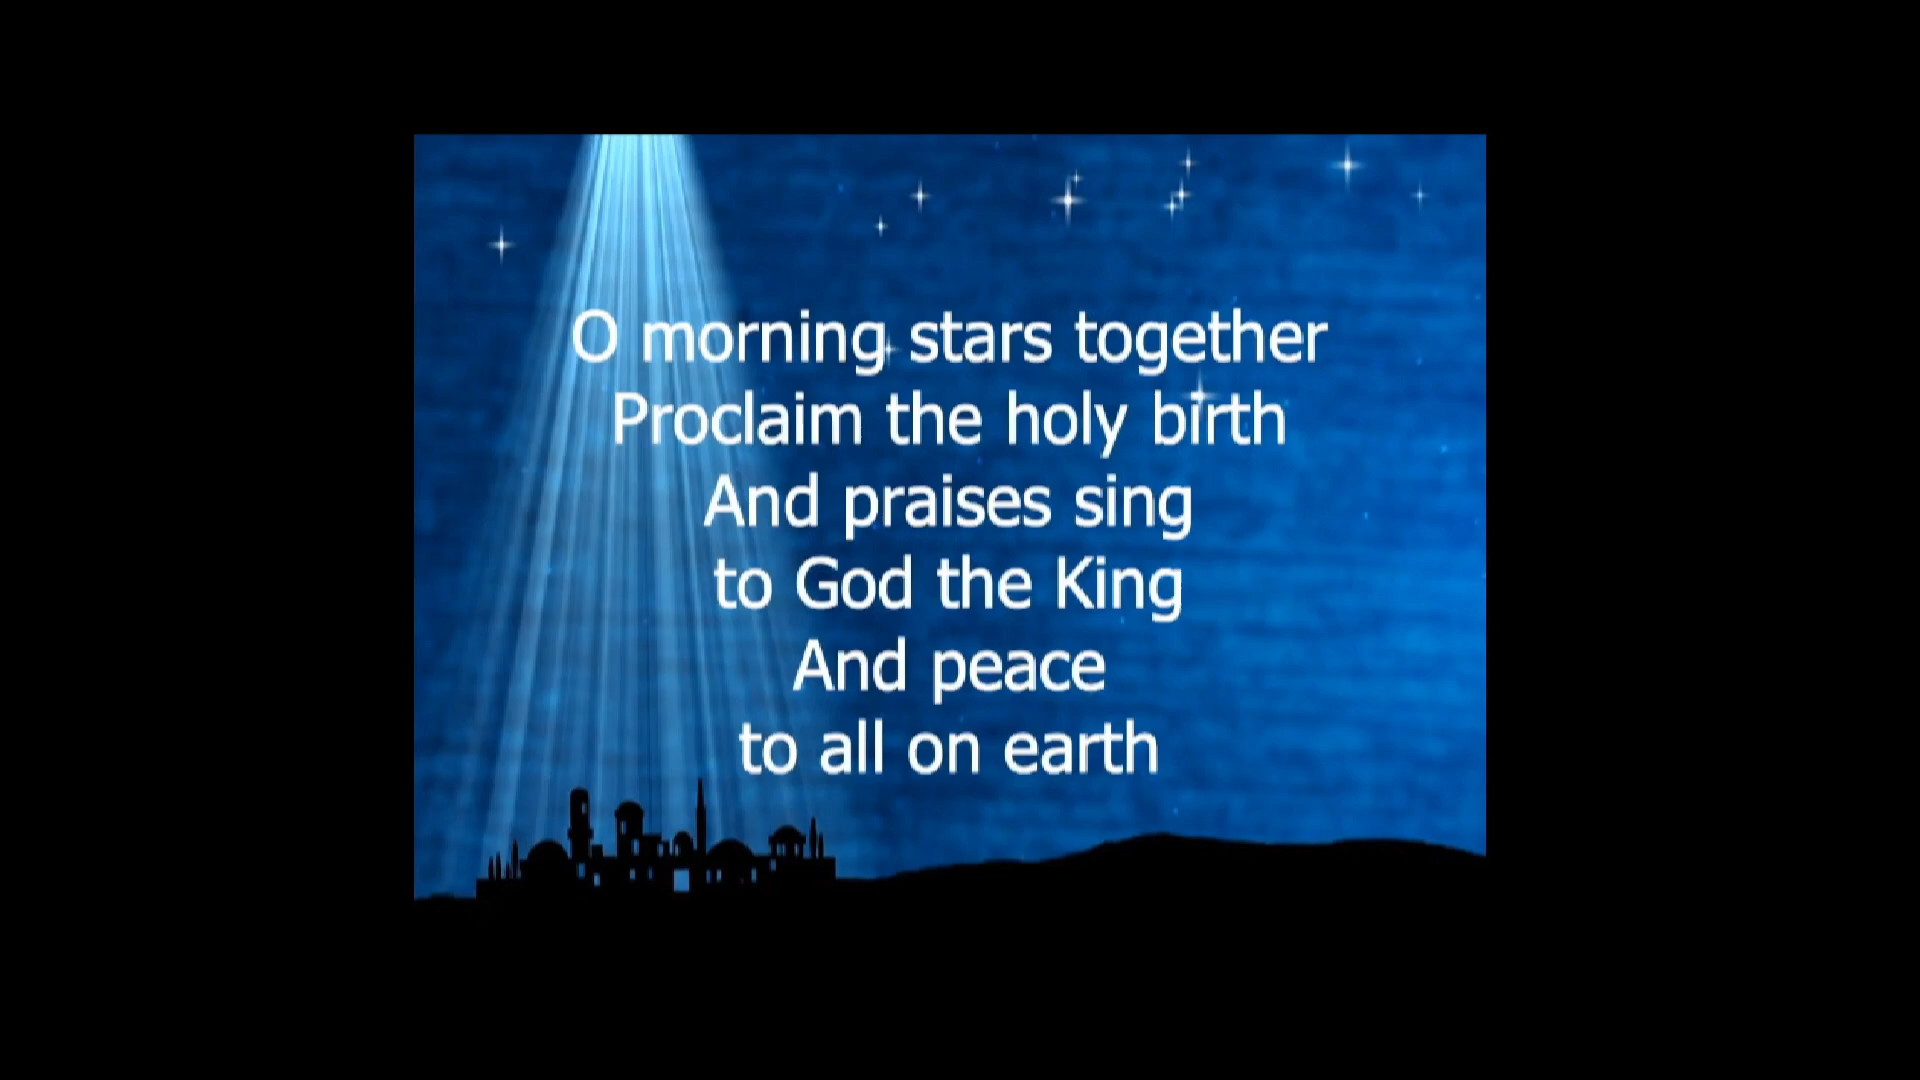 O morning stars together
Proclaim the holy birth
And praises sing
to God the King
And peace
to all on earth